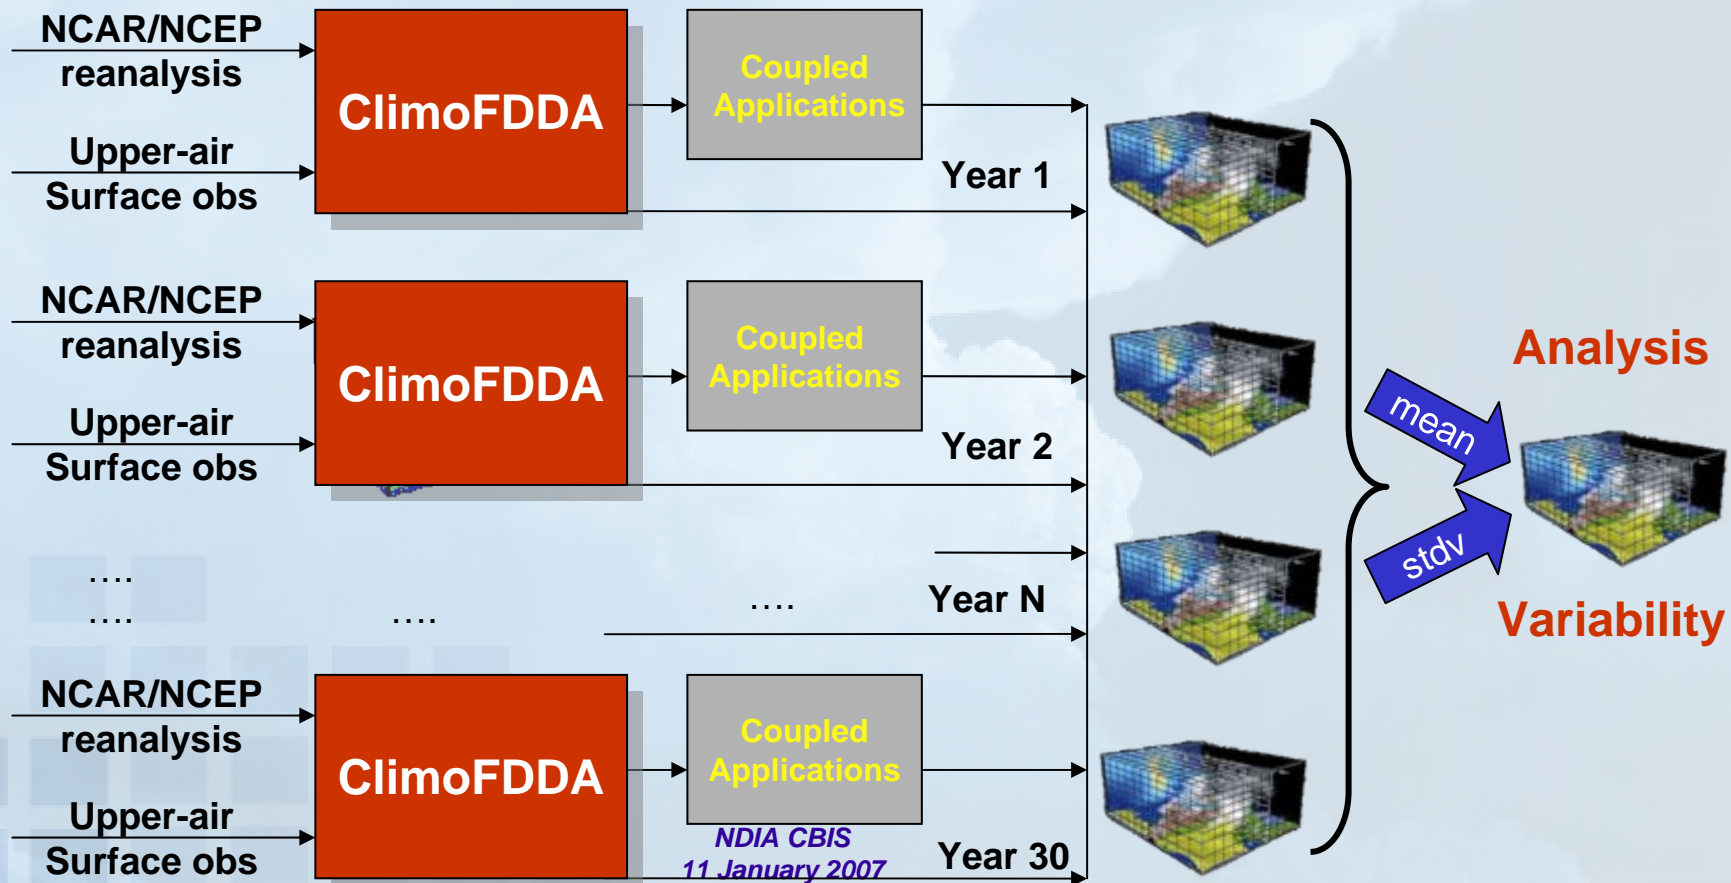 NCAR/NCEP
reanalysis
Upper-air
Surface obs
ClimoFDDA
Coupled
Applications
Year 1
NCAR/NCEP
reanalysis
Upper-air
Surface obs
ClimoFDDA
Coupled
Applications
Year 2
....
....
....
....
Year N
NCAR/NCEP
reanalysis
Upper-air
Surface obs
ClimoFDDA
Coupled
Applications
NDIA CBIS
11 January 2007
Year 30
Analysis
mean
stdv
Variability